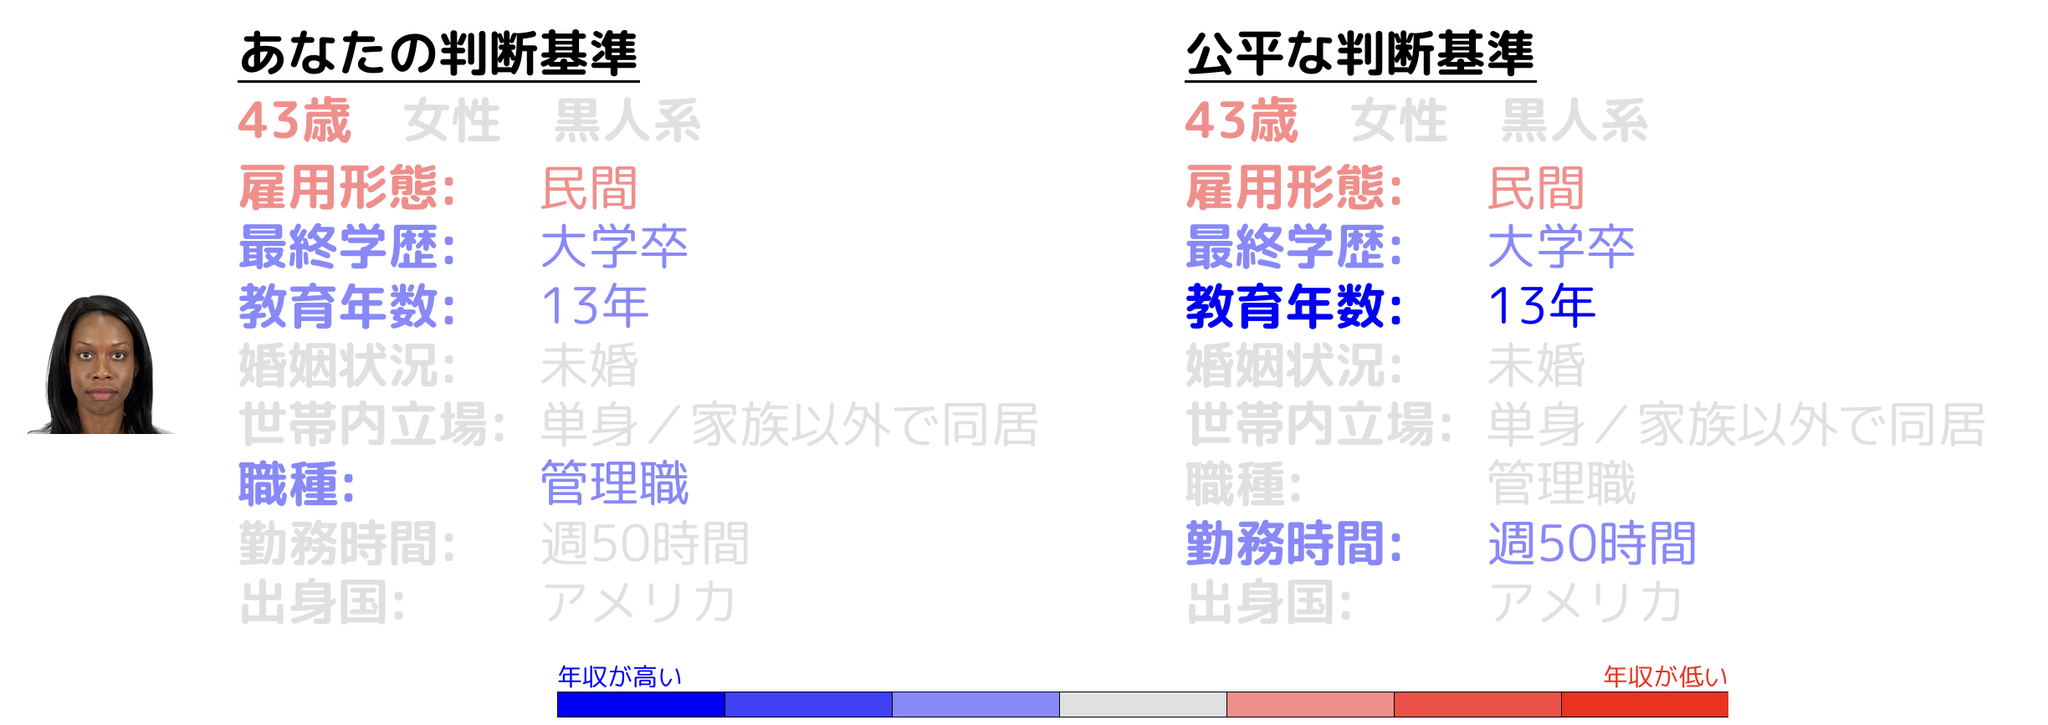 あなたの判断基準
43歳 女性 黒人系
雇用形態: 民間
最終学歴: 大学卒
教育年数: 13年
婚姻状況: 未婚
世帯内立場: 単身／家族以外で同居
職種: 管理職
勤務時間: 週50時間
出身国: アメリカ
公平な判断基準
43歳 女性 黒人系
雇用形態: 民間
最終学歴: 大学卒
教育年数: 13年
婚姻状況: 未婚
世帯内立場: 単身／家族以外で同居
職種: 管理職
勤務時間: 週50時間
出身国: アメリカ
年収が高い
年収が低い